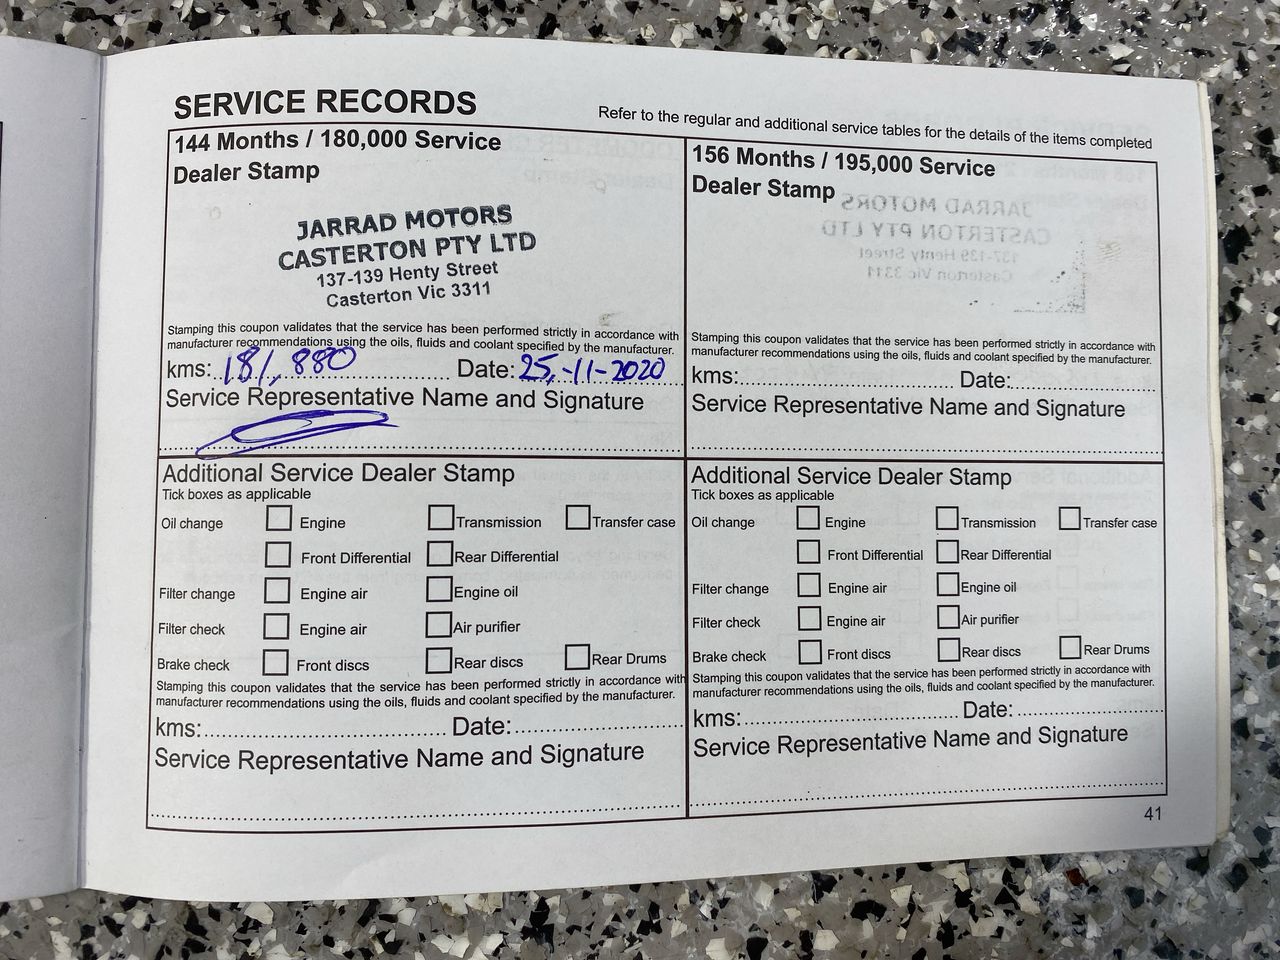 SERVICE RECORDS
Refer to the regular and additional service tables for the details of the items completed
144 Months / 180,000 Service
Dealer Stamp
JARRAD MOTORS
CASTERTON PTY LTD
137-139 Henty Street
Casterton Vic 3311
Stamping this coupon validates that the service has been performed strictly in accordance with
manufacturer recommendations using the oils, fluids and coolant specified by the manufacturer.
kms: 181,880 Date: 25-11-2020
Service Representative Name and Signature
156 Months / 195,000 Service
Dealer Stamp
JARRAD MOTORS
CASTERTON PTY LTD
137-139 Henty Street
Casterton Vic 3311
Stamping this coupon validates that the service has been performed strictly in accordance with
manufacturer recommendations using the oils, fluids and coolant specified by the manufacturer.
kms: Date:
Service Representative Name and Signature
Additional Service Dealer Stamp
Tick boxes as applicable
Oil change Engine Transmission Transfer case
Front Differential Rear Differential
Filter change Engine air Engine oil
Filter check Engine air Air purifier
Brake check Front discs Rear discs Rear Drums
Stamping this coupon validates that the service has been performed strictly in accordance with
manufacturer recommendations using the oils, fluids and coolant specified by the manufacturer.
kms: Date:
Service Representative Name and Signature
Additional Service Dealer Stamp
Tick boxes as applicable
Oil change Engine Transmission Transfer case
Front Differential Rear Differential
Filter change Engine air Engine oil
Filter check Engine air Air purifier
Brake check Front discs Rear discs Rear Drums
Stamping this coupon validates that the service has been performed strictly in accordance with
manufacturer recommendations using the oils, fluids and coolant specified by the manufacturer.
kms: Date:
Service Representative Name and Signature
41